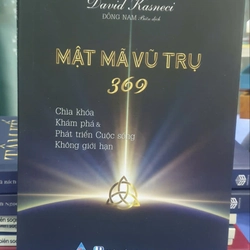 David Kasneci
ĐÔNG NAM Biên dịch
MẬT MÃ VŨ TRỤ
369
Chìa khóa
Khám phá &
Phát triển Cuộc sống
Không giới hạn